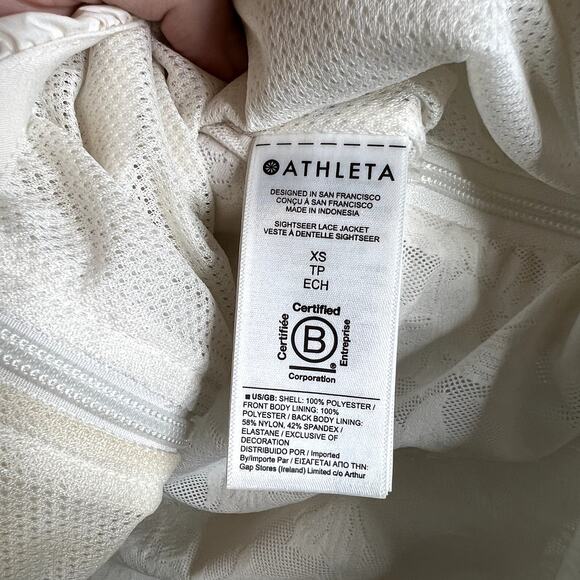 ATHLETA
DESIGNED IN SAN FRANCISCO
CONÇU À SAN FRANCISCO
MADE IN INDONESIA
SIGHTSEER LACE JACKET
VESTE À DENTELLE SIGHTSEER
XS
TP
ECH
Certified
Certifiée
B
Entreprise
®
Corporation
■ US/GB: SHELL: 100% POLYESTER /
FRONT BODY LINING: 100%
POLYESTER / BACK BODY LINING:
58% NYLON, 42% SPANDEX /
ELASTANE / EXCLUSIVE OF
DECORATION
DISTRIBUIDO POR / Imported
By/Importe Par / ΕΙΣΑΓΕΤΑΙ ΑΠΟ ΤΗΝ:
Gap Stores (Ireland) Limited c/o Arthur